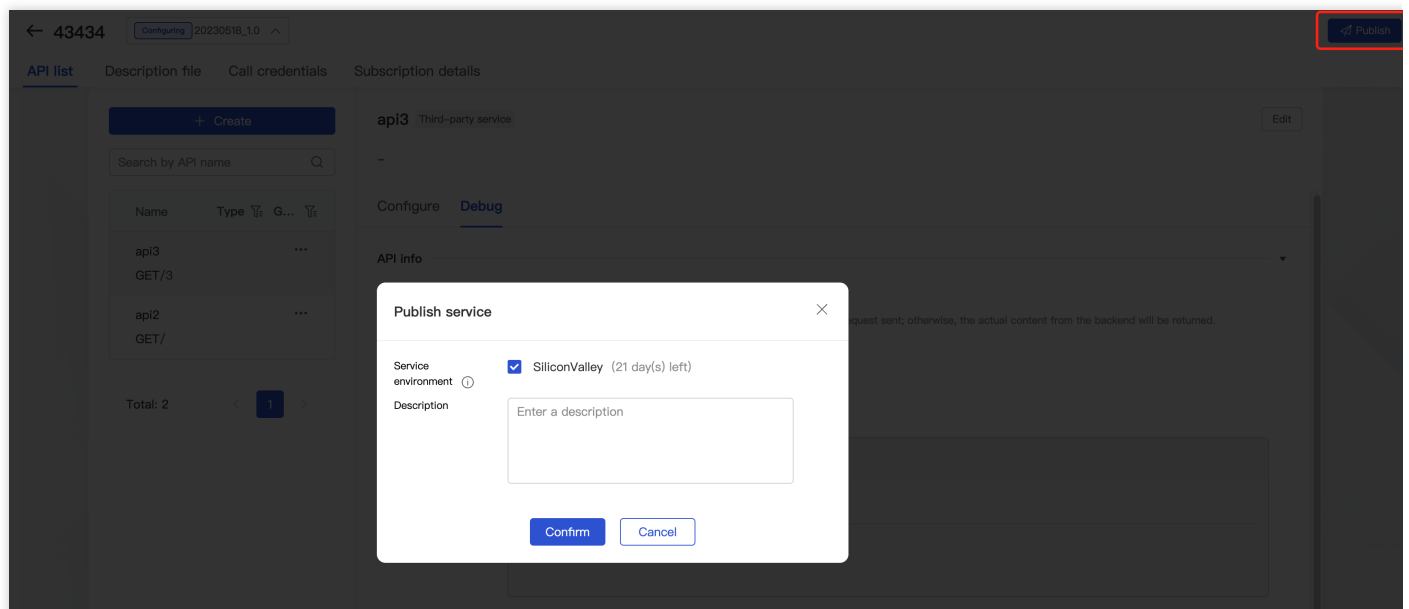 43434 Configuring 20230518_1.0
Publish
API list Description file Call credentials Subscription details
+ Create
api3 Third-party service
Edit
Search by API name
-
Name Type G...
Configure Debug
api3 ...
GET/3
API info
api2 ...
GET/
Publish service
quest sent; otherwise, the actual content from the backend will be returned.
Service
environment
SiliconValley (21 day(s) left)
Description
Enter a description
Total: 2 < 1 >
Confirm Cancel